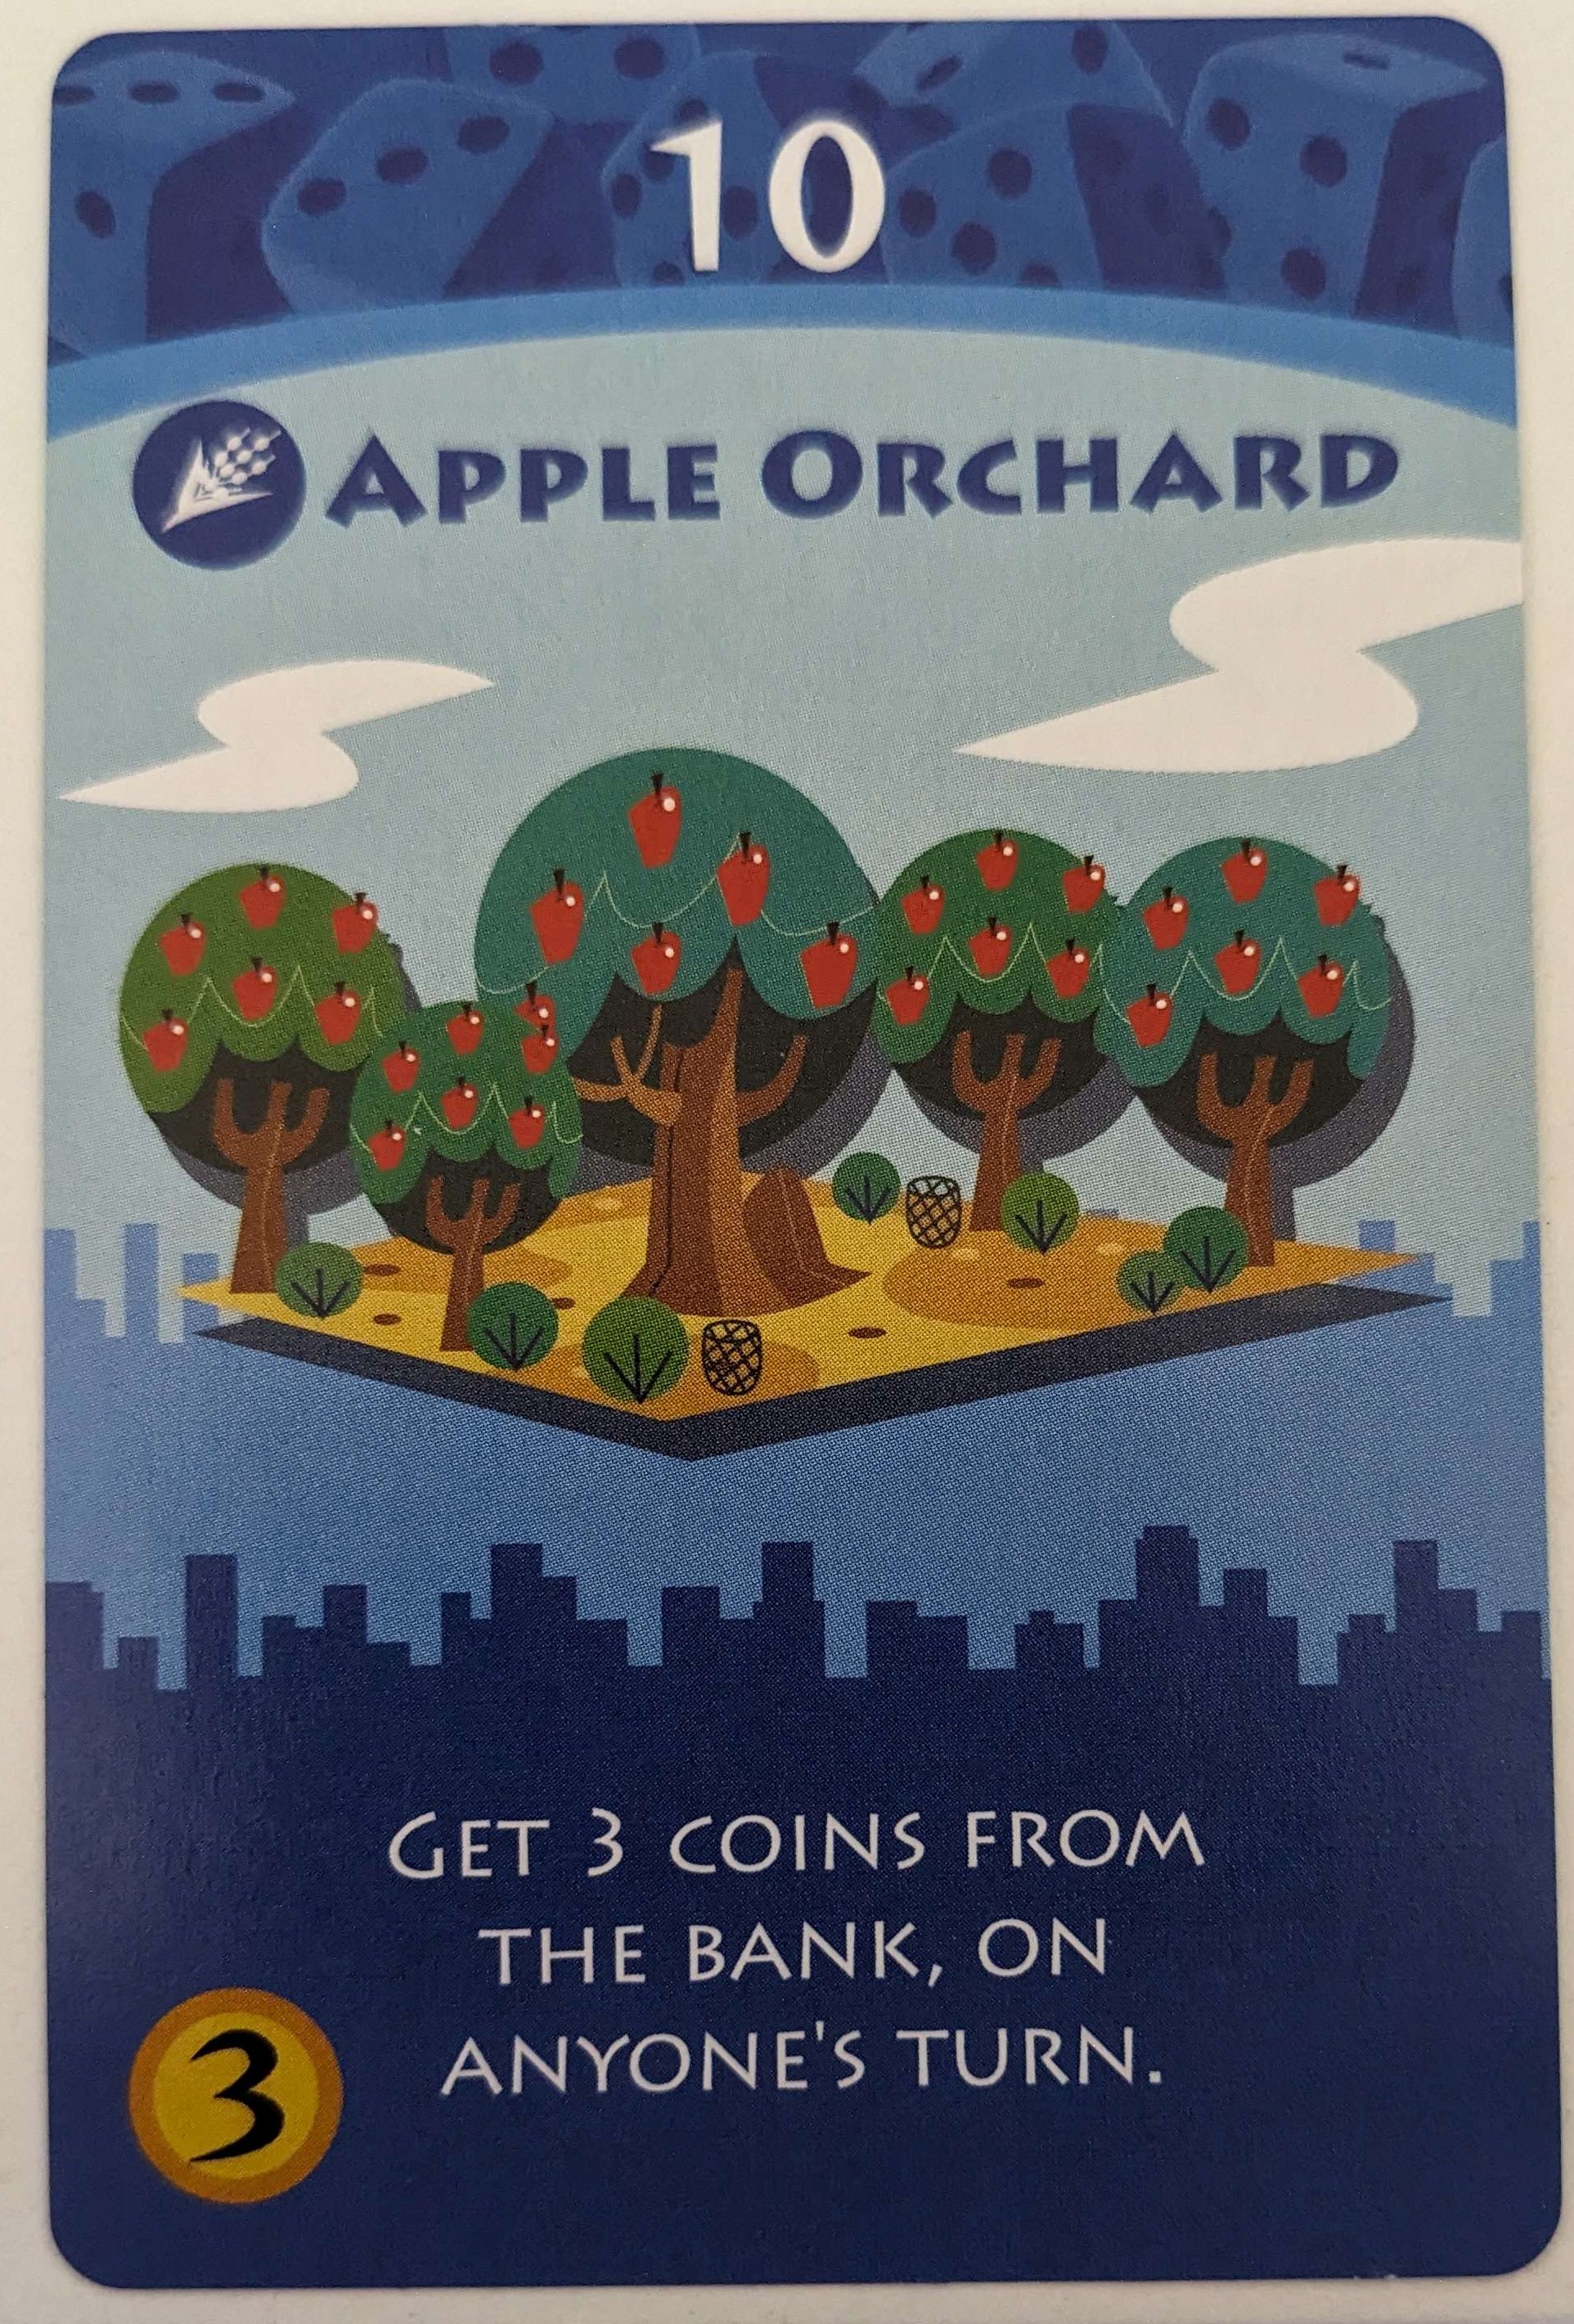 10
APPLE ORCHARD
GET 3 COINS FROM
THE BANK, ON
ANYONE'S TURN.
3